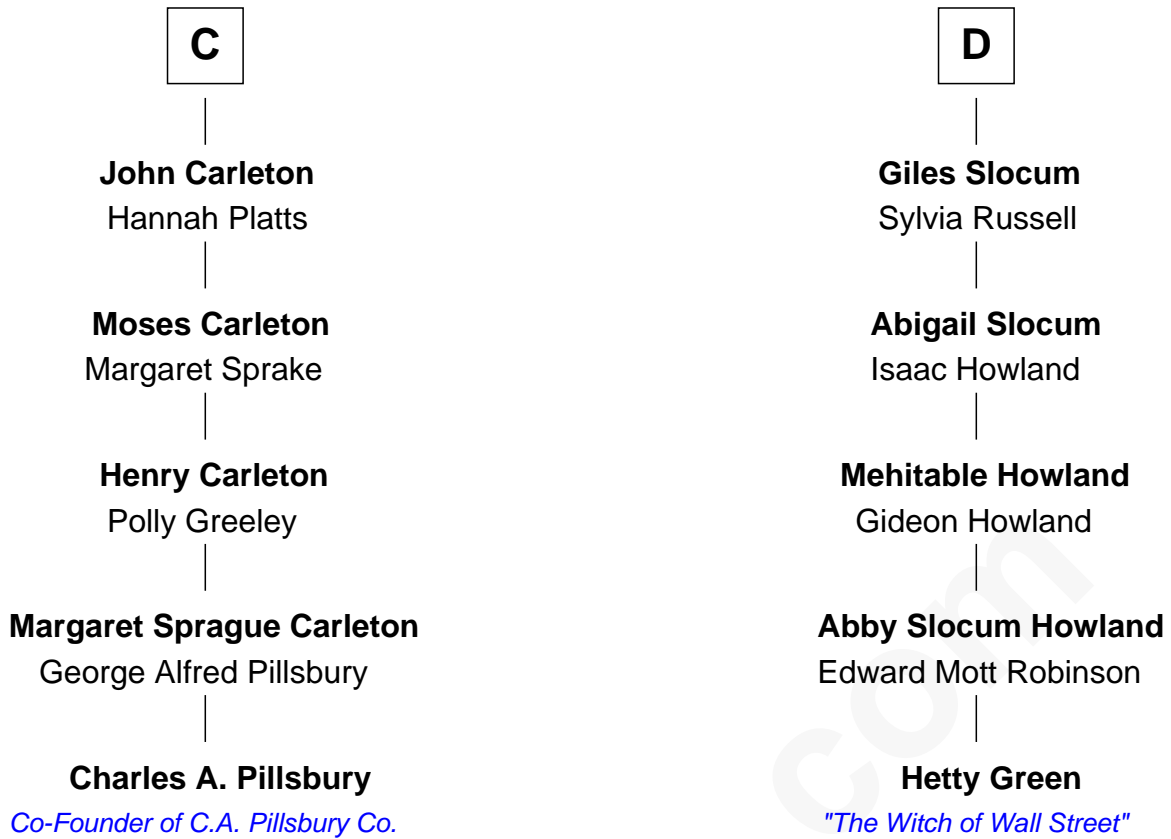 C
John Carleton
Hannah Platts
Moses Carleton
Margaret Sprake
Henry Carleton
Polly Greeley
Margaret Sprague Carleton
George Alfred Pillsbury
Charles A. Pillsbury
Co-Founder of C.A. Pillsbury Co.
D
Giles Slocum
Sylvia Russell
Abigail Slocum
Isaac Howland
Mehitable Howland
Gideon Howland
Abby Slocum Howland
Edward Mott Robinson
Hetty Green
"The Witch of Wall Street"
com